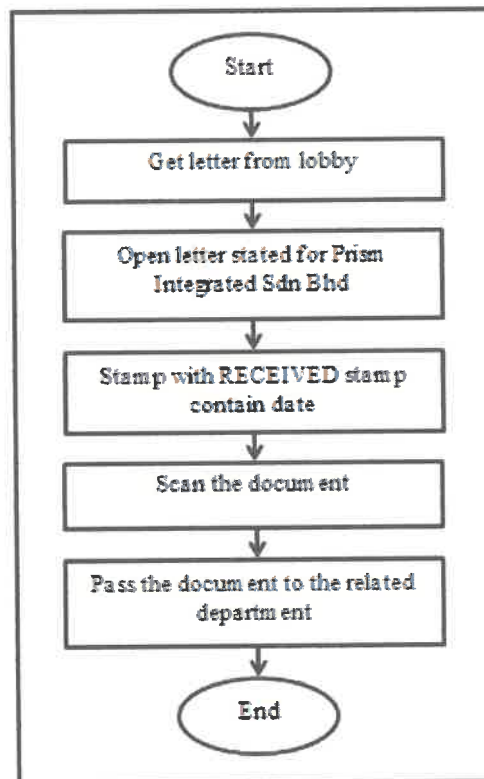 Start
Get letter from lobby
Open letter stated for Prism
Integrated Sdn Bhd
Stamp with RECEIVED stamp
contain date
Scan the document
Pass the document to the related
department
End